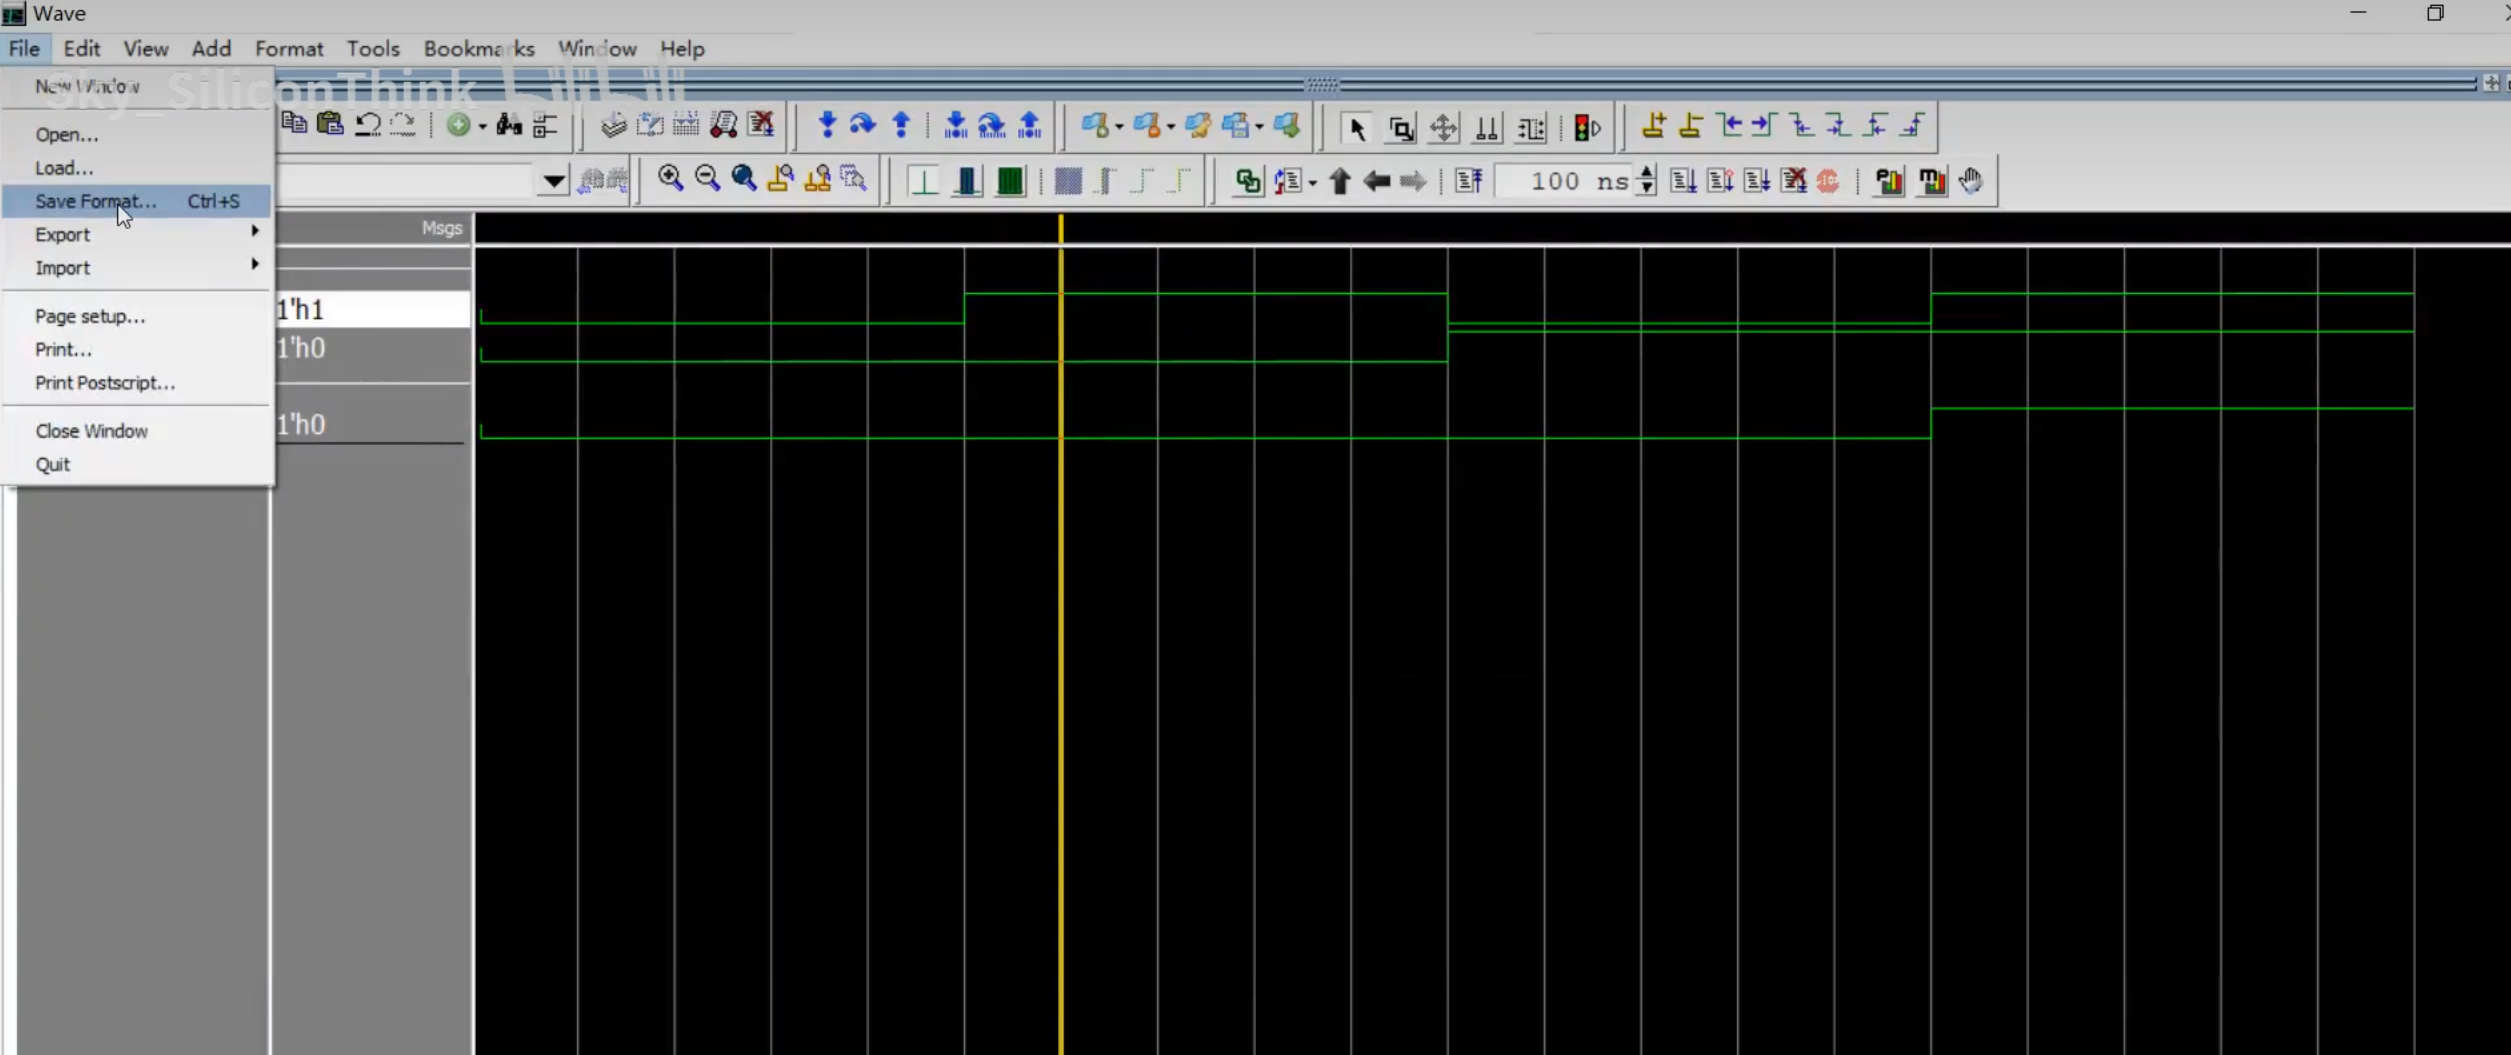 Wave
File Edit View Add Format Tools Bookmarks Window Help
Sky_SiliconThink bilibili
New Window
Open...
Load...
Save Format... Ctrl+S
Export
Import
Page setup...
Print...
Print Postscript...
Close Window
Quit
100 ns
Msgs
1'h1
1'h0
1'h0